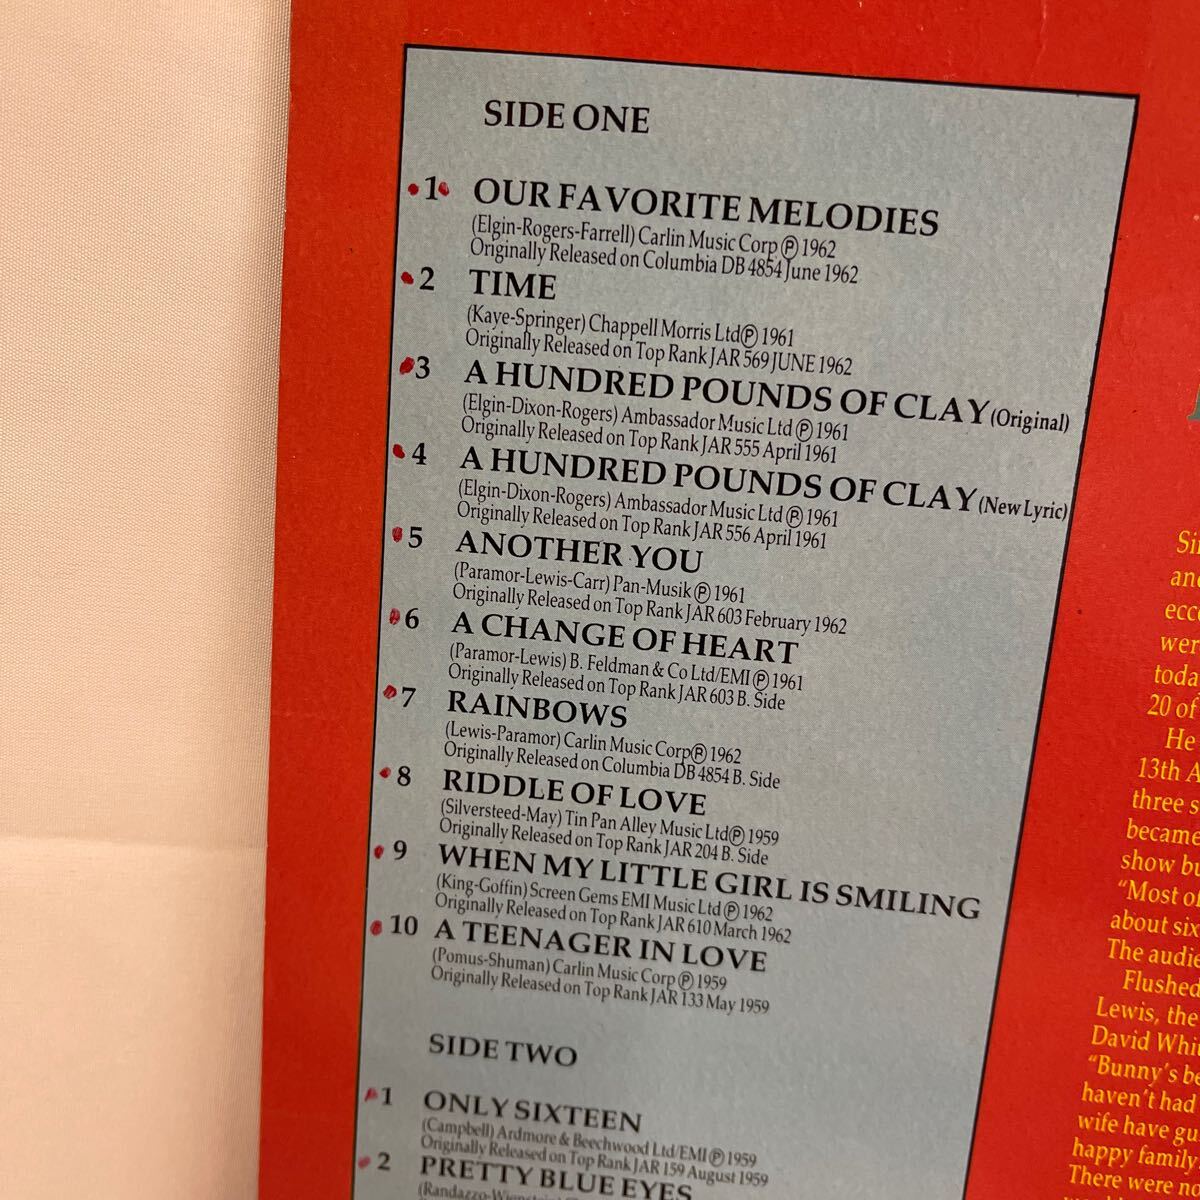 SIDE ONE
1 OUR FAVORITE MELODIES
(Elgin-Rogers-Farrell) Carlin Music Corp Ⓟ 1962
Originally Released on Columbia DB 4854 June 1962
2 TIME
(Kaye-Springer) Chappell Morris Ltd Ⓟ 1961
Originally Released on Top Rank JAR 569 JUNE 1962
3 A HUNDRED POUNDS OF CLAY (Original)
(Elgin-Dixon-Rogers) Ambassador Music Ltd Ⓟ 1961
Originally Released on Top Rank JAR 555 April 1961
4 A HUNDRED POUNDS OF CLAY (New Lyric)
(Elgin-Dixon-Rogers) Ambassador Music Ltd Ⓟ 1961
Originally Released on Top Rank JAR 556 April 1961
5 ANOTHER YOU
(Paramor-Lewis-Carr) Pan-Musik Ⓟ 1961
Originally Released on Top Rank JAR 603 February 1962
6 A CHANGE OF HEART
(Paramor-Lewis) B. Feldman & Co Ltd/EMI Ⓟ 1961
Originally Released on Top Rank JAR 603 B. Side
7 RAINBOWS
(Lewis-Paramor) Carlin Music Corp Ⓟ 1962
Originally Released on Columbia DB 4854 B. Side
8 RIDDLE OF LOVE
(Silversteed-May) Tin Pan Alley Music Ltd Ⓟ 1959
Originally Released on Top Rank JAR 204 B. Side
9 WHEN MY LITTLE GIRL IS SMILING
(King-Goffin) Screen Gems EMI Music Ltd Ⓟ 1962
Originally Released on Top Rank JAR 610 March 1962
10 A TEENAGER IN LOVE
(Pomus-Shuman) Carlin Music Corp Ⓟ 1959
Originally Released on Top Rank JAR 133 May 1959
SIDE TWO
1 ONLY SIXTEEN
(Campbell) Ardmore & Beechwood Ltd/EMI Ⓟ 1959
Originally Released on Top Rank JAR 159 August 1959
2 PRETTY BLUE EYES
were
20 of
He
13th A
three s
became
show bu
"Most of
about six
The audie
Flushed
Lewis, the
David Whi
"Bunny's be
haven't had
wife have gu
happy family
There were no